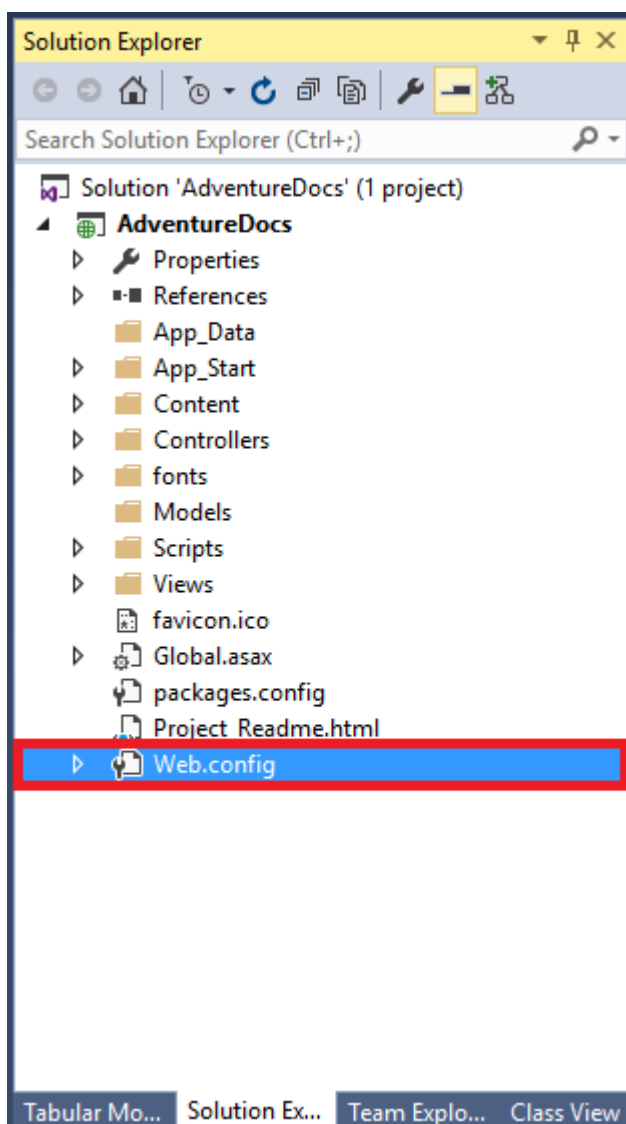 Solution Explorer
Search Solution Explorer (Ctrl+;)
Solution 'AdventureDocs' (1 project)
AdventureDocs
Properties
References
App_Data
App_Start
Content
Controllers
fonts
Models
Scripts
Views
favicon.ico
Global.asax
packages.config
Project_Readme.html
Web.config
Tabular Mo... Solution Ex... Team Explo... Class View